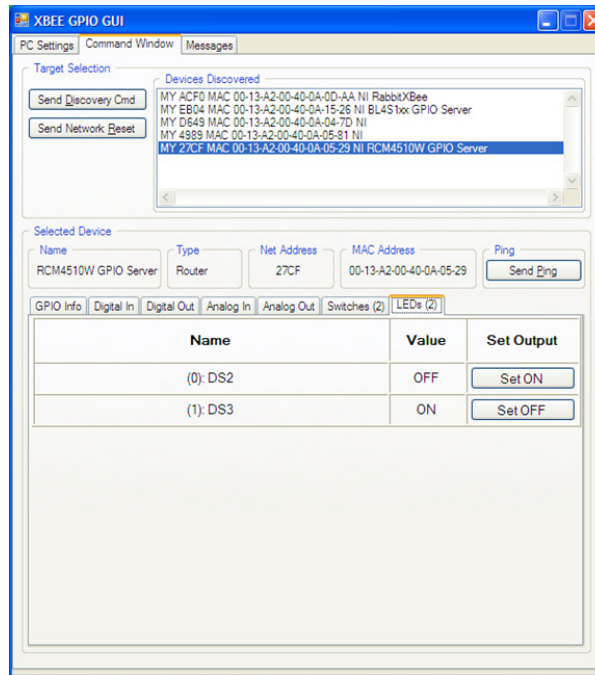 XBEE GPIO GUI
PC Settings Command Window Messages
Target Selection
Devices Discovered
Send Discovery Cmd
Send Network Reset
MY ACF0 MAC 00-13-A2-00-40-0A-0D-AA NI RabbitXBee
MY EB04 MAC 00-13-A2-00-40-0A-15-26 NI BL4S1xx GPIO Server
MY D649 MAC 00-13-A2-00-40-0A-04-7D NI
MY 4989 MAC 00-13-A2-00-40-0A-05-81 NI
MY 27CF MAC 00-13-A2-00-40-0A-05-29 NI RCM4510W GPIO Server
Selected Device
Name Type Net Address MAC Address Ping
RCM4510W GPIO Server Router 27CF 00-13-A2-00-40-0A-05-29 Send Ping
GPIO Info Digital In Digital Out Analog In Analog Out Switches (2) LEDs (2)
Name Value Set Output
(0): DS2 OFF Set ON
(1): DS3 ON Set OFF